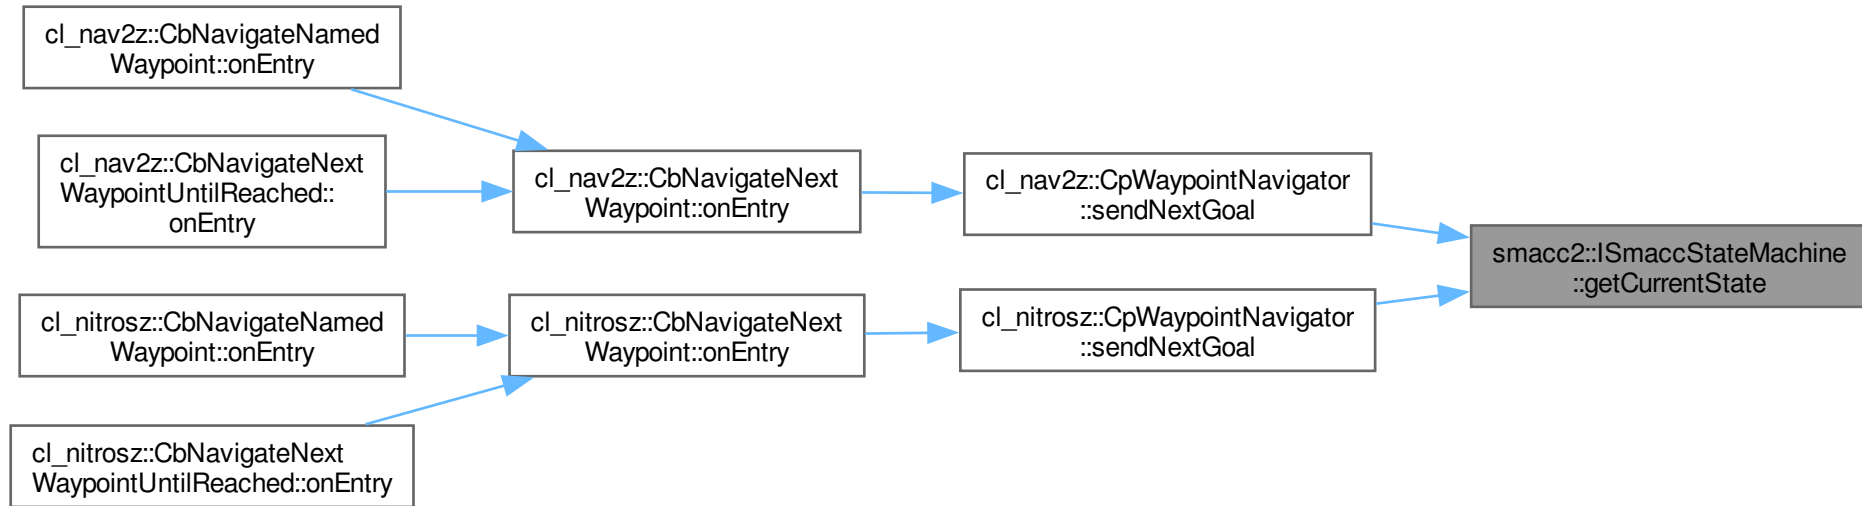 cl_nav2z::CbNavigateNamed
Waypoint::onEntry
cl_nav2z::CbNavigateNext
WaypointUntilReached::
onEntry
cl_nav2z::CbNavigateNext
Waypoint::onEntry
cl_nav2z::CpWaypointNavigator
::sendNextGoal
smacc2::ISmaccStateMachine
::getCurrentState
cl_nitrosz::CbNavigateNamed
Waypoint::onEntry
cl_nitrosz::CbNavigateNext
Waypoint::onEntry
cl_nitrosz::CpWaypointNavigator
::sendNextGoal
cl_nitrosz::CbNavigateNext
WaypointUntilReached::onEntry